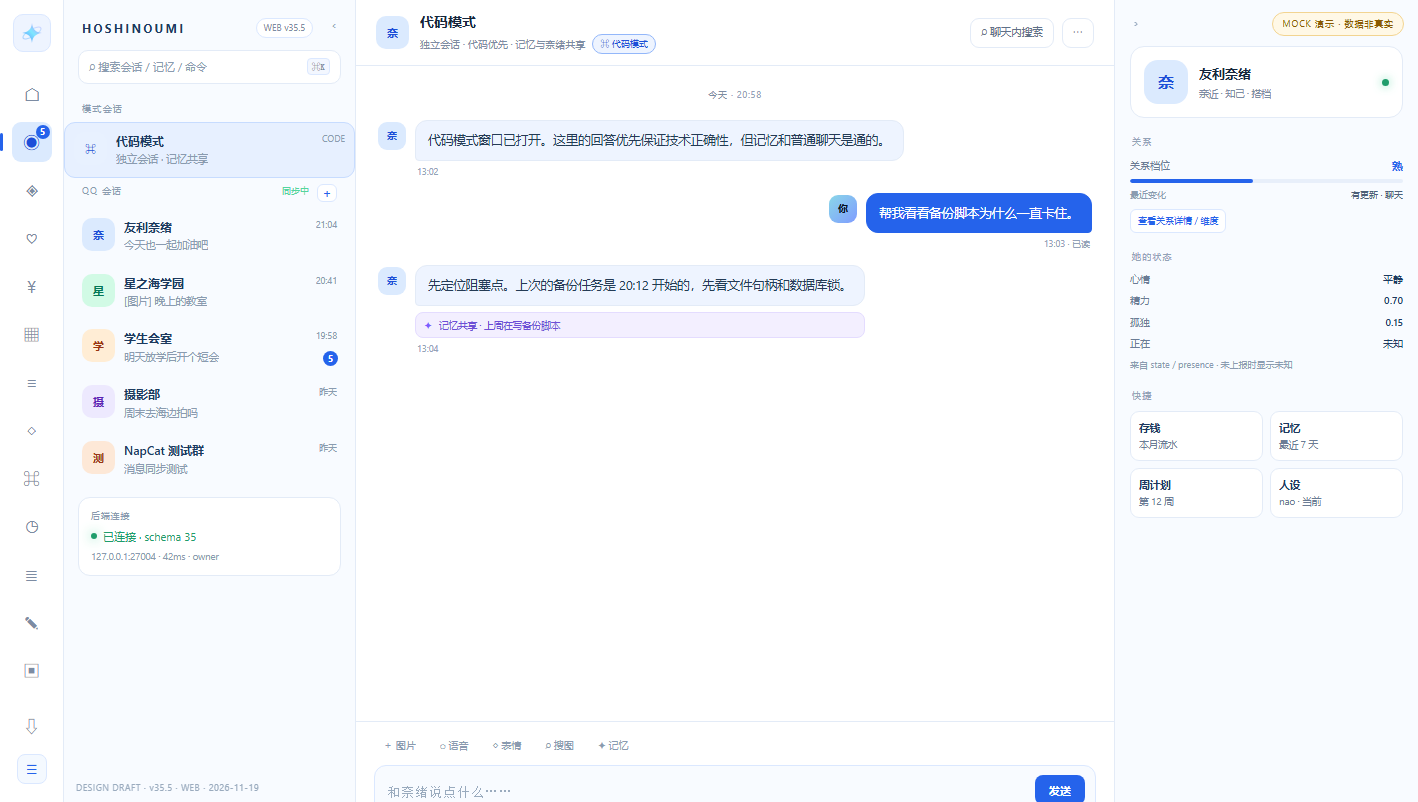 5
HOSHINOUMI
WEB v35.5
搜索会话 / 记忆 / 命令
⌘K
模式会话
代码模式
CODE
独立会话 · 记忆共享
QQ 会话
同步中
+
奈
友利奈绪
21:04
今天也一起加油吧
星
星之海学园
20:41
[图片] 晚上的教室
学
学生会室
19:58
明天放学后开个短会
5
摄
摄影部
昨天
周末去海边拍吗
测
NapCat 测试群
昨天
消息同步测试
后端连接
已连接 · schema 35
127.0.0.1:27004 · 42ms · owner
DESIGN DRAFT · v35.5 · WEB · 2026-11-19
奈
代码模式
独立会话 · 代码优先 · 记忆与奈绪共享
⌘ 代码模式
聊天内搜索
···
今天 · 20:58
奈
代码模式窗口已打开。这里的回答优先保证技术正确性，但记忆和普通聊天是通的。
13:02
你
帮我看看备份脚本为什么一直卡住。
13:03 · 已读
奈
先定位阻塞点。上次的备份任务是 20:12 开始的，先看文件句柄和数据库锁。
✦ 记忆共享 · 上周在写备份脚本
13:04
+ 图片
○ 语音
◇ 表情
⌕ 搜图
✦ 记忆
和奈绪说点什么……
发送
MOCK 演示 · 数据非真实
奈
友利奈绪
亲近 · 知己 · 搭档
关系
关系档位
熟
最近变化
有更新 · 聊天
查看关系详情 / 维度
她的状态
心情
平静
精力
0.70
孤独
0.15
正在
未知
来自 state / presence · 未上报时显示未知
快捷
存钱
本月流水
记忆
最近 7 天
周计划
第 12 周
人设
nao · 当前